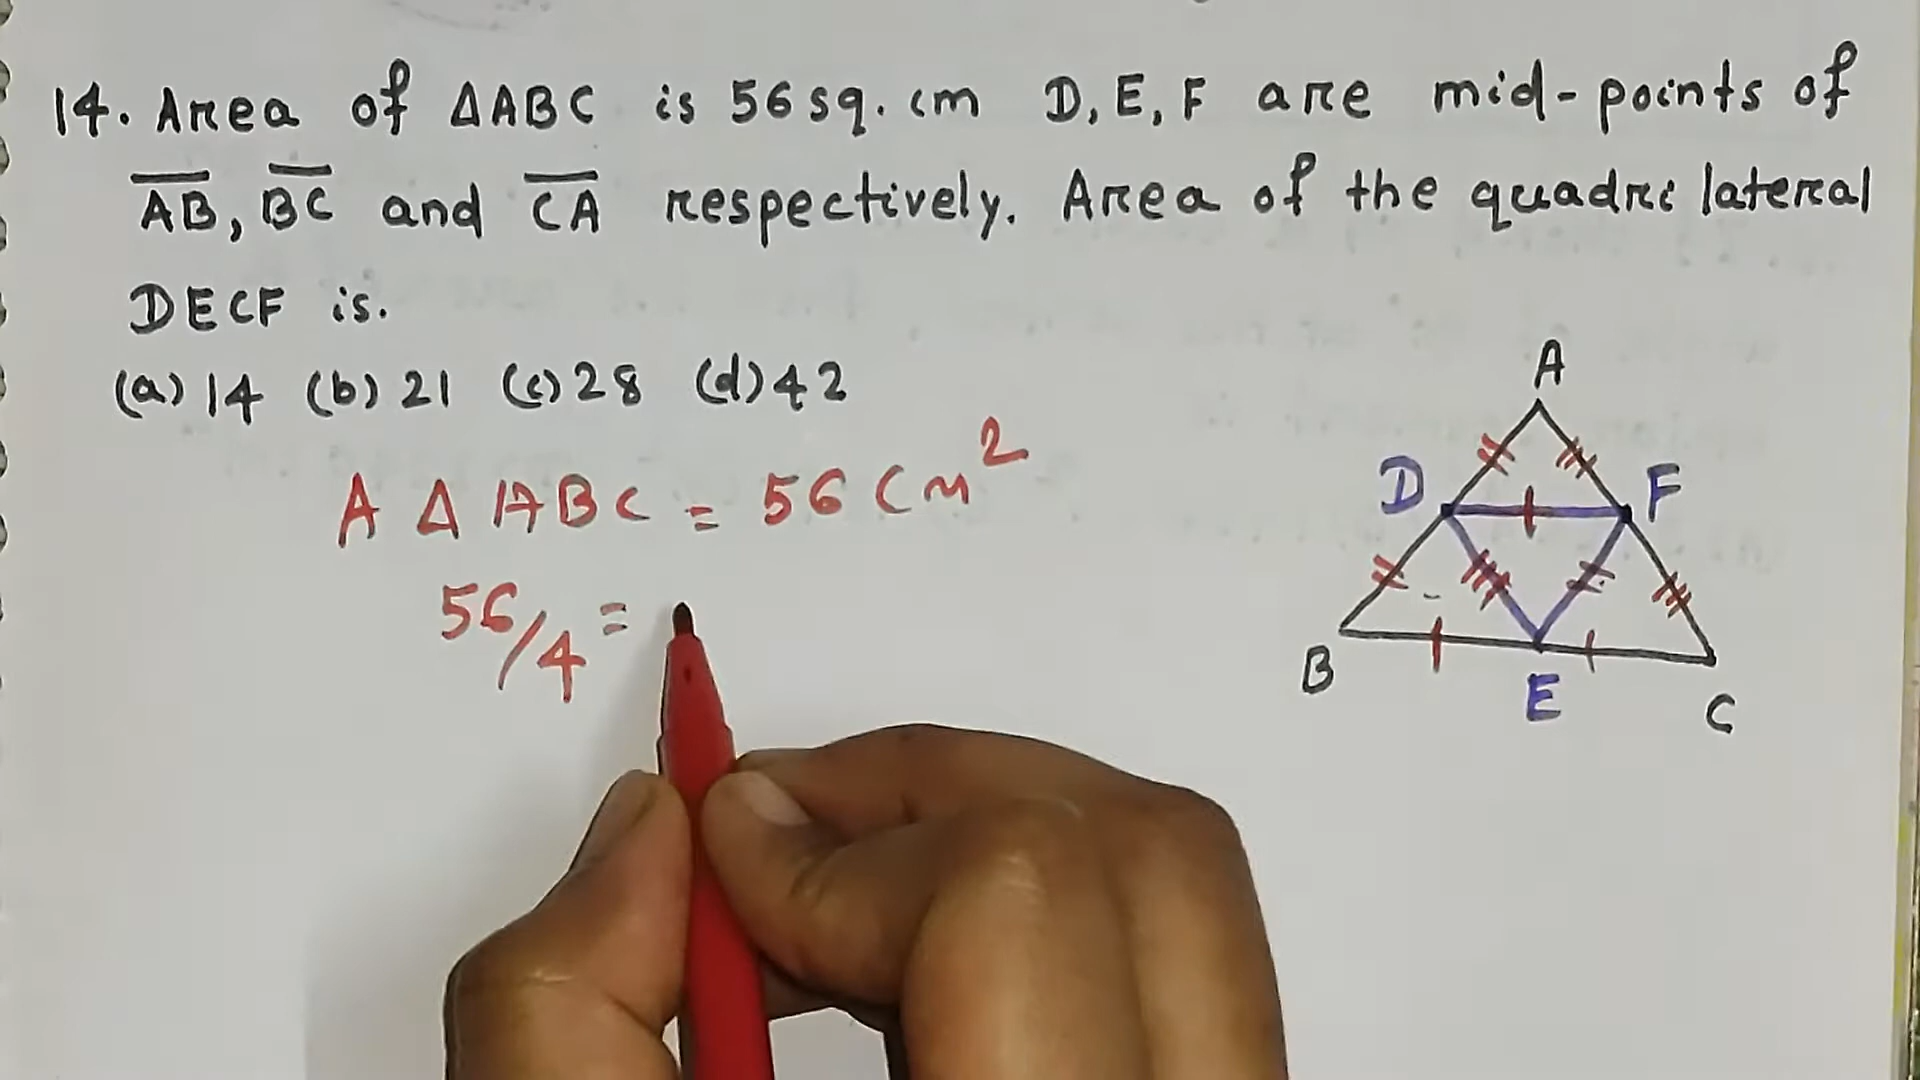 14. Area of ΔABC is 56 sq. cm D, E, F are mid-points of
AB, BC and CA respectively. Area of the quadrilateral
DECF is.
(a) 14 (b) 21 (c) 28 (d) 42
A Δ ABC = 56 Cm²
56/4 =
A
D F
B E C